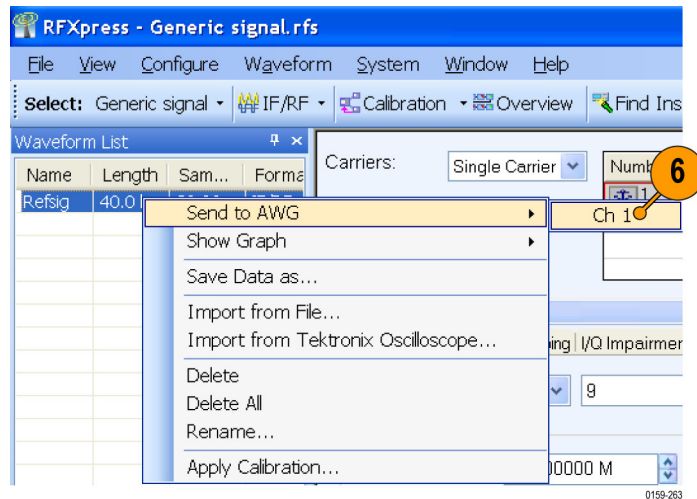 RFXpress - Generic signal.rfs
File View Configure Waveform System Window Help
Select: Generic signal IF/RF Calibration Overview Find Ins
Waveform List
Name Length Sam... Forma
Refsig 40.0
Carriers: Single Carrier Numb
1
6
Send to AWG
Ch 1
Show Graph
Save Data as...
Import from File...
Import from Tektronix Oscilloscope...
ping I/Q Impairmer
Delete
9
Delete All
Rename...
Apply Calibration...
00000 M
0159-263